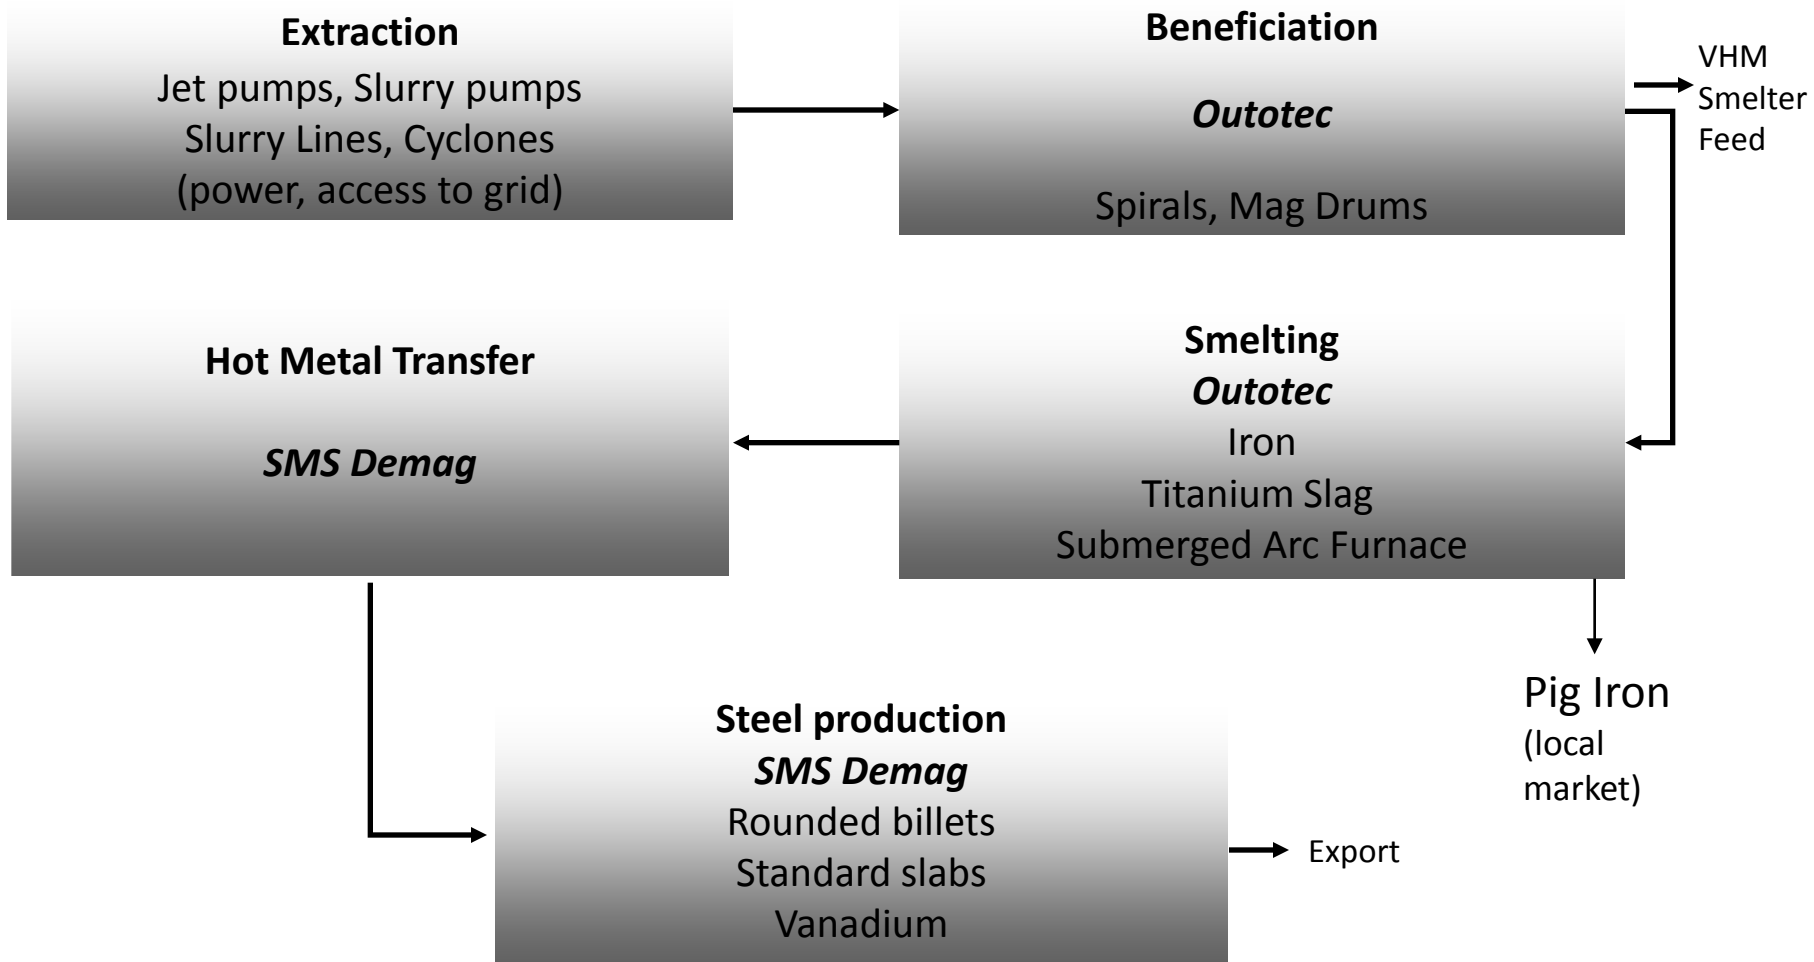 Extraction
Jet pumps, Slurry pumps
Slurry Lines, Cyclones
(power, access to grid)
Beneficiation
Outotec
Spirals, Mag Drums
VHM
Smelter
Feed
Smelting
Outotec
Iron
Titanium Slag
Submerged Arc Furnace
Hot Metal Transfer
SMS Demag
Pig Iron
(local
market)
Steel production
SMS Demag
Rounded billets
Standard slabs
Vanadium
Export